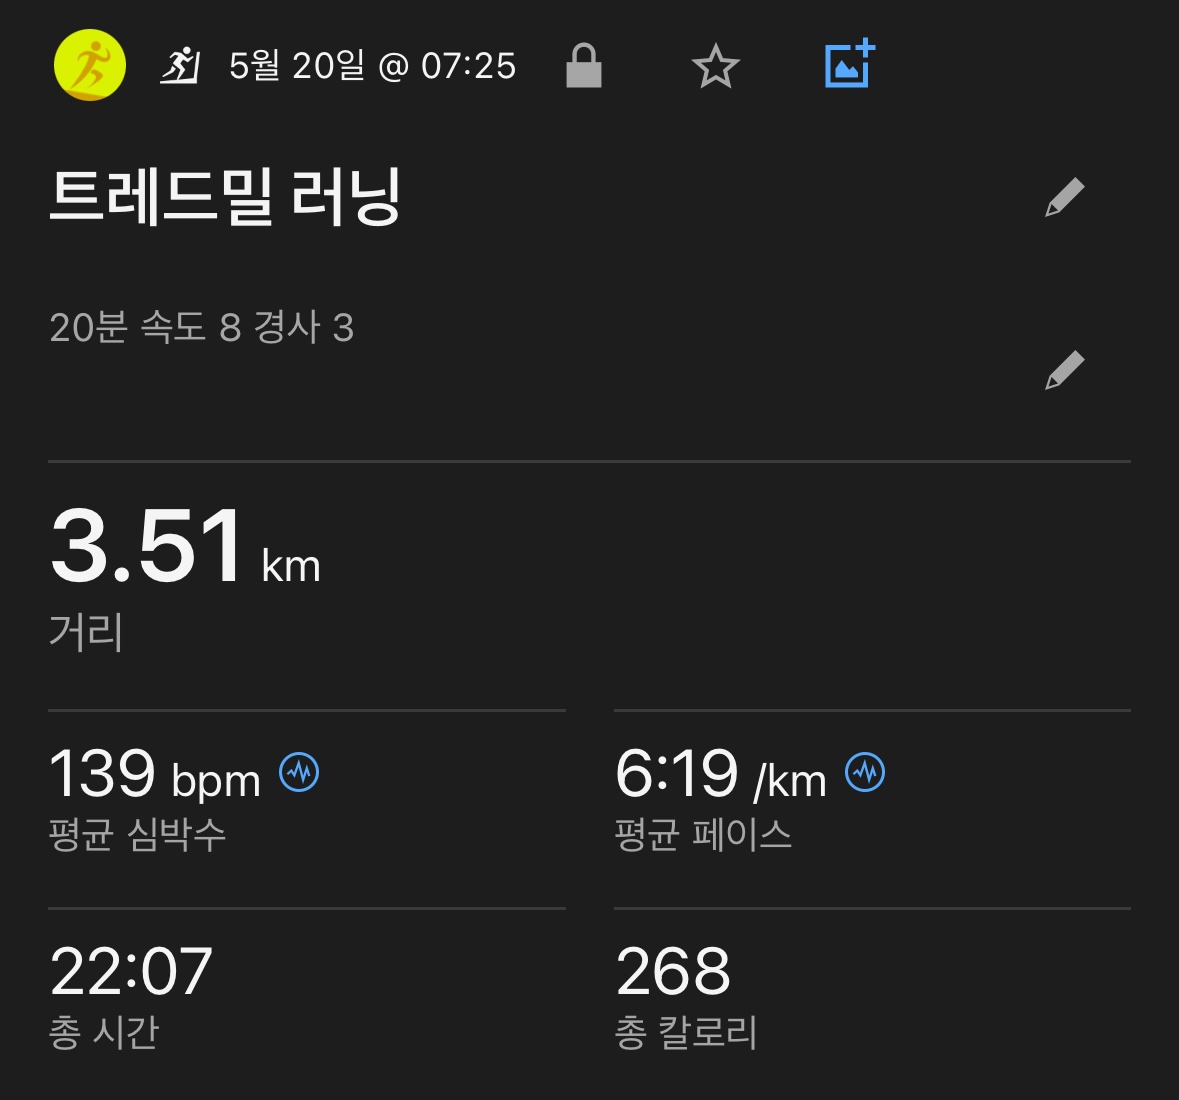 5월 20일 @ 07:25
트레드밀 러닝
20분 속도 8 경사 3
3.51 km
거리
139 bpm
평균 심박수
6:19 /km
평균 페이스
22:07
총 시간
268
총 칼로리